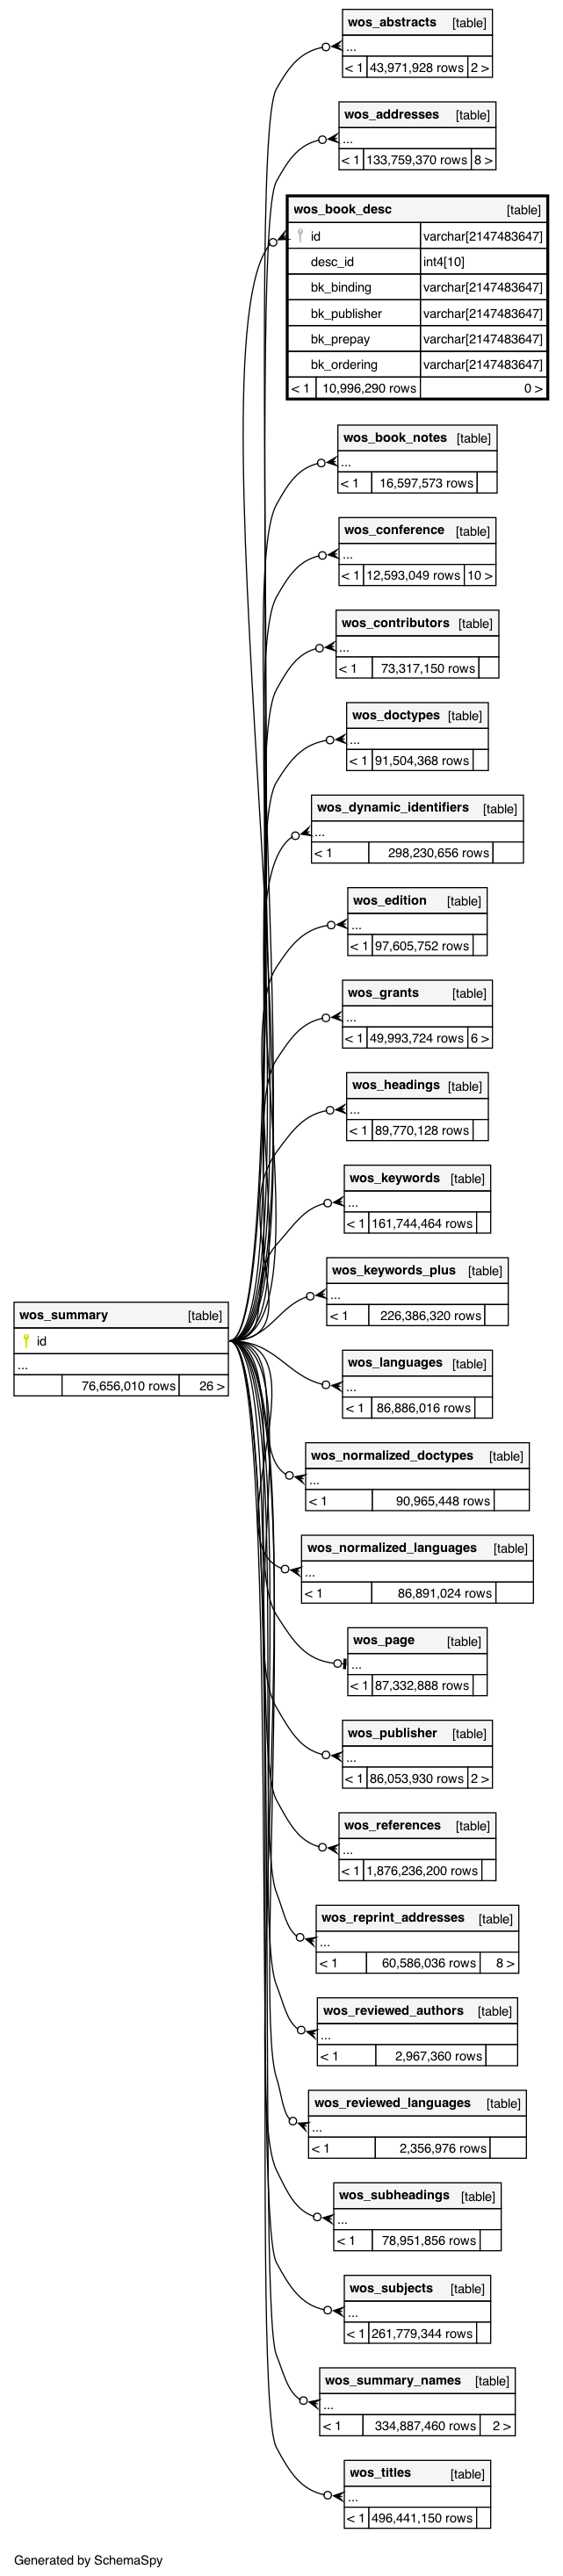 wos_abstracts [table]
...
< 1 43,971,928 rows 2 >
wos_addresses [table]
...
< 1 133,759,370 rows 8 >
wos_book_desc [table]
id varchar[2147483647]
desc_id int4[10]
bk_binding varchar[2147483647]
bk_publisher varchar[2147483647]
bk_prepay varchar[2147483647]
bk_ordering varchar[2147483647]
< 1 10,996,290 rows 0 >
wos_book_notes [table]
...
< 1 16,597,573 rows
wos_conference [table]
...
< 1 12,593,049 rows 10 >
wos_contributors [table]
...
< 1 73,317,150 rows
wos_doctypes [table]
...
< 1 91,504,368 rows
wos_dynamic_identifiers [table]
...
< 1 298,230,656 rows
wos_edition [table]
...
< 1 97,605,752 rows
wos_grants [table]
...
< 1 49,993,724 rows 6 >
wos_headings [table]
...
< 1 89,770,128 rows
wos_keywords [table]
...
< 1 161,744,464 rows
wos_keywords_plus [table]
...
< 1 226,386,320 rows
wos_summary [table]
id
...
76,656,010 rows 26 >
wos_languages [table]
...
< 1 86,886,016 rows
wos_normalized_doctypes [table]
...
< 1 90,965,448 rows
wos_normalized_languages [table]
...
< 1 86,891,024 rows
wos_page [table]
...
< 1 87,332,888 rows
wos_publisher [table]
...
< 1 86,053,930 rows 2 >
wos_references [table]
...
< 1 1,876,236,200 rows
wos_reprint_addresses [table]
...
< 1 60,586,036 rows 8 >
wos_reviewed_authors [table]
...
< 1 2,967,360 rows
wos_reviewed_languages [table]
...
< 1 2,356,976 rows
wos_subheadings [table]
...
< 1 78,951,856 rows
wos_subjects [table]
...
< 1 261,779,344 rows
wos_summary_names [table]
...
< 1 334,887,460 rows 2 >
wos_titles [table]
...
< 1 496,441,150 rows
Generated by SchemaSpy